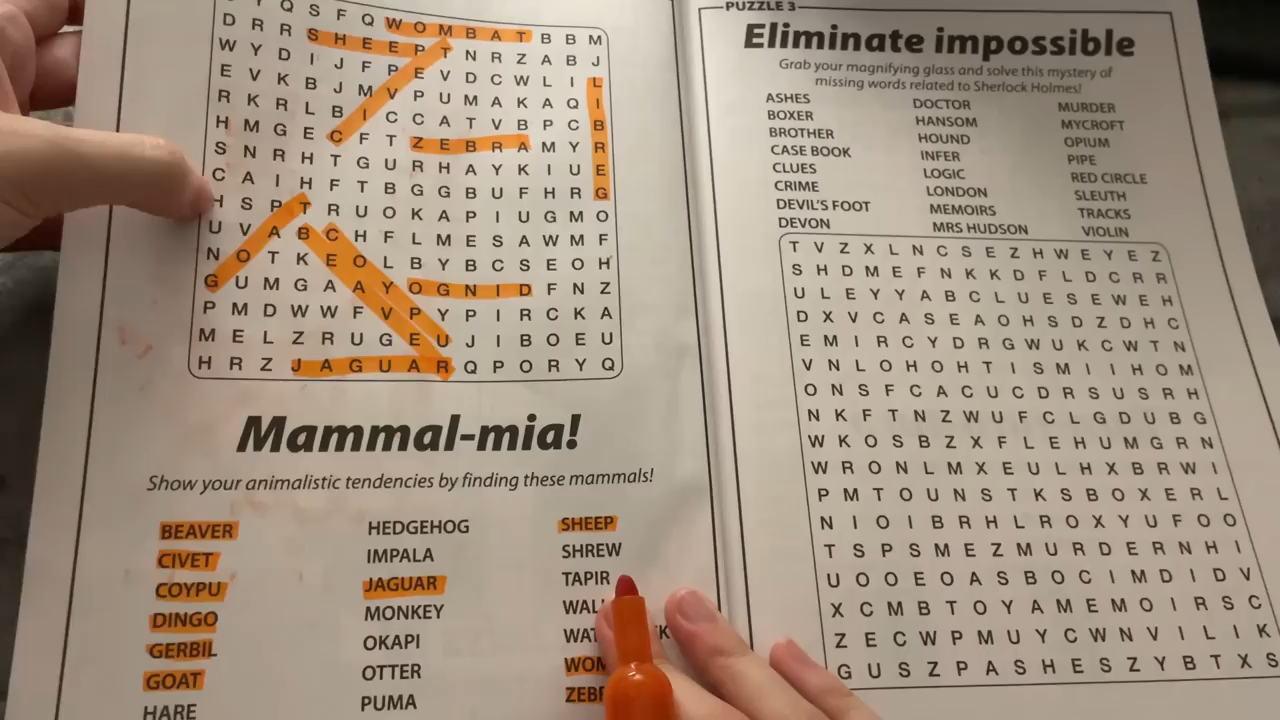 Q S F Q W O M B A T B B M
D R R S H E E P T N R Z A B J
W Y D I J F P E V D C W L I L
E V K B J M V P U M A K A Q I
R K R L B I C C A T V B P C B
H M G E C F T Z E B R A M Y R
S N R H T G U R H A Y K I U E
C A I H F T B G G B U F H R G
H S P T R U O K A P I U G M O
U V A B C H F L M E S A W M F
N O T K E O L B Y B C S E O H
G U M G A A Y O G N I D F N Z
P M D W W F V P Y P I R C K A
M E L Z R U G E U J I B O E U
H R Z J A G U A R Q P O R Y Q
Mammal-mia!
Show your animalistic tendencies by finding these mammals!
BEAVER
CIVET
COYPU
DINGO
GERBIL
GOAT
HARE
HEDGEHOG
IMPALA
JAGUAR
MONKEY
OKAPI
OTTER
PUMA
SHEEP
SHREW
TAPIR
PUZZLE 3
Eliminate impossible
Grab your magnifying glass and solve this mystery of
missing words related to Sherlock Holmes!
ASHES
BOXER
BROTHER
CASE BOOK
CLUES
CRIME
DEVIL'S FOOT
DEVON
DOCTOR
HANSOM
HOUND
INFER
LOGIC
LONDON
MEMOIRS
MRS HUDSON
MURDER
MYCROFT
OPIUM
PIPE
RED CIRCLE
SLEUTH
TRACKS
VIOLIN
T V Z X L N C S E Z H W E Y E Z
S H D M E F N K K D F L D C R R
U L E Y Y A B C L U E S E W E H
D X V C A S E A O H S D Z D H C
E M I R C Y D R G W U K C W T N
V N L O H O H T I S M I I H O M
O N S F C A C U C D R S U S R H
N K F T N Z W U F C L G D U B G
W K O S B Z X F L E H U M G R N
W R O N L M X E U L H X B R W I
P M T O U N S T K S B O X E R L
N I O I B R H L R O X Y U F O O
T S P S M E Z M U R D E R N H I
U O O E O A S B O C I M D I D V
X C M B T O Y A M E M O I R S C
Z E C W P M U Y C W N V I L I K
G U S Z P A S H E S Z Y B T X S